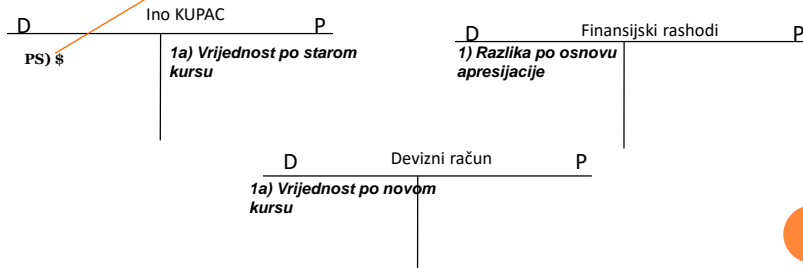 Ino KUPAC
D P
PS) $
1a) Vrijednost po starom
kursu
Finansijski rashodi
D P
1) Razlika po osnovu
apresijacije
Devizni račun
D P
1a) Vrijednost po novom
kursu